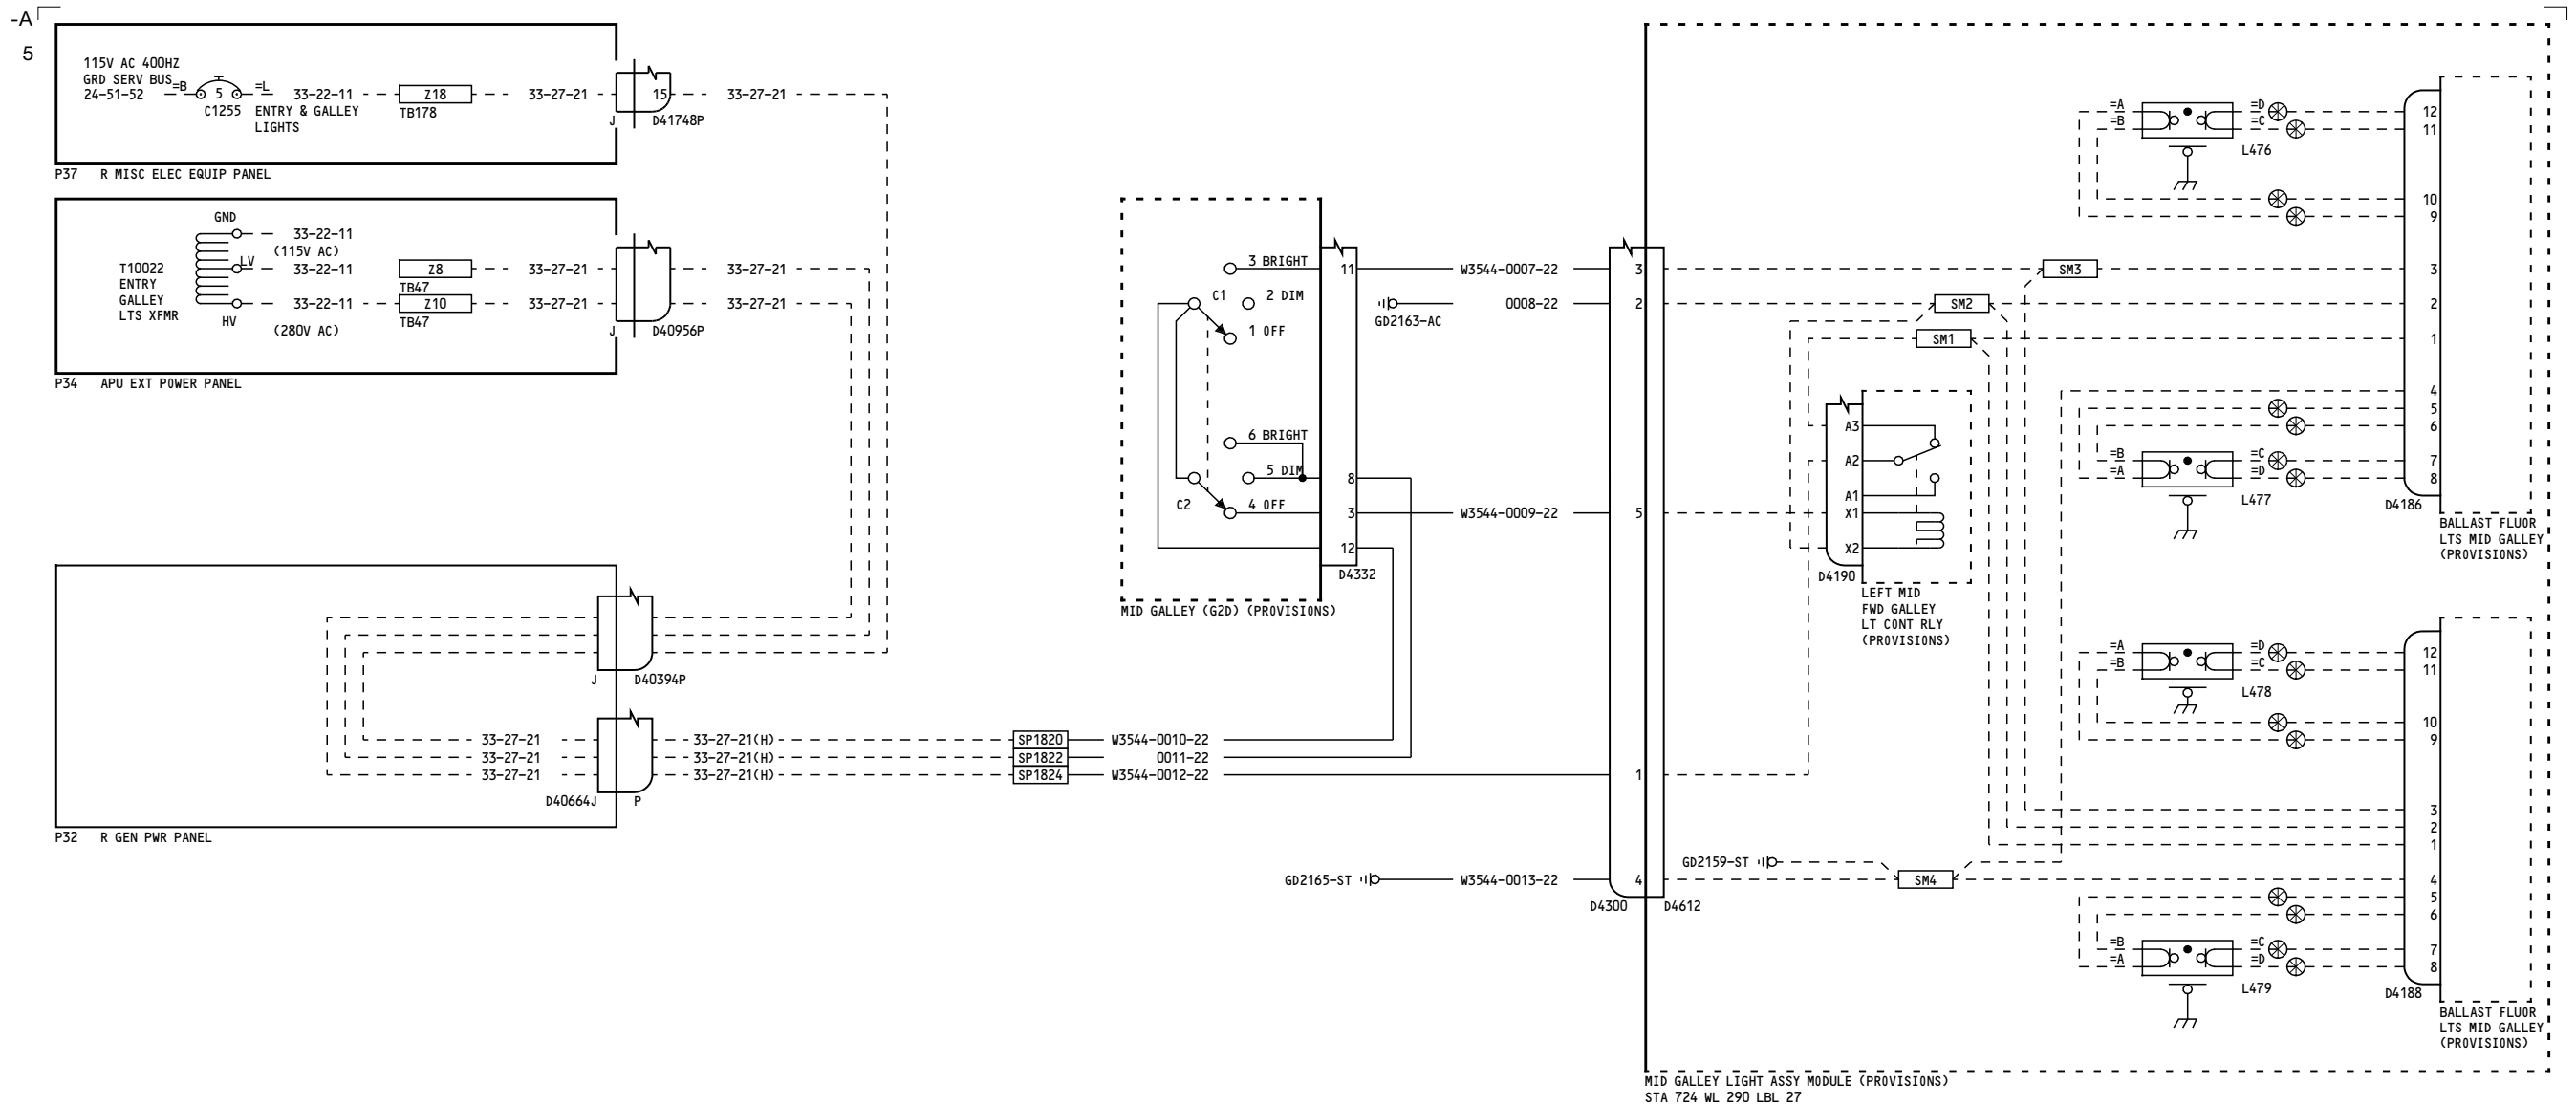 -A
5
115V AC 400HZ
GRD SERV BUS
24-51-52
=B
5
=L
C1255
ENTRY & GALLEY
LIGHTS
33-22-11
Z18
TB178
33-27-21
15
J
D41748P
33-27-21
P37 R MISC ELEC EQUIP PANEL
GND
33-22-11
(115V AC)
T10022
ENTRY
GALLEY
LTS XFMR
LV
33-22-11
Z8
TB47
33-27-21
33-27-21
HV
33-22-11
Z10
TB47
33-27-21
33-27-21
(280V AC)
J
D40956P
P34 APU EXT POWER PANEL
J
D40394P
33-27-21
33-27-21
33-27-21
D40664J
P
33-27-21(H)
33-27-21(H)
33-27-21(H)
SP1820
SP1822
SP1824
W3544-0010-22
0011-22
W3544-0012-22
P32 R GEN PWR PANEL
3 BRIGHT
C1
2 DIM
1 OFF
6 BRIGHT
5 DIM
C2
4 OFF
11
8
3
12
D4332
MID GALLEY (G2D) (PROVISIONS)
W3544-0007-22
GD2163-AC
0008-22
W3544-0009-22
GD2165-ST
W3544-0013-22
3
2
5
1
4
D4300
D4612
SM3
SM2
SM1
A3
A2
A1
X1
X2
D4190
LEFT MID
FWD GALLEY
LT CONT RLY
(PROVISIONS)
GD2159-ST
SM4
=A
=B
=D
=C
L476
12
11
10
9
3
2
1
4
5
6
7
8
=B
=A
=C
=D
L477
D4186
BALLAST FLUOR
LTS MID GALLEY
(PROVISIONS)
=A
=B
=D
=C
L478
12
11
10
9
3
2
1
4
5
6
7
8
=B
=A
=C
=D
L479
D4188
BALLAST FLUOR
LTS MID GALLEY
(PROVISIONS)
MID GALLEY LIGHT ASSY MODULE (PROVISIONS)
STA 724 WL 290 LBL 27